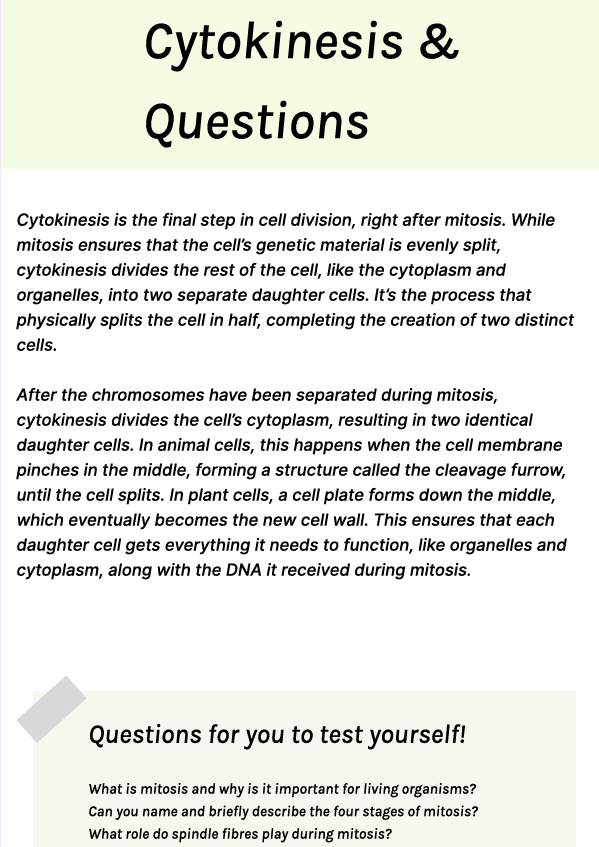 Cytokinesis &
Questions
Cytokinesis is the final step in cell division, right after mitosis. While
mitosis ensures that the cell’s genetic material is evenly split,
cytokinesis divides the rest of the cell, like the cytoplasm and
organelles, into two separate daughter cells. It’s the process that
physically splits the cell in half, completing the creation of two distinct
cells.
After the chromosomes have been separated during mitosis,
cytokinesis divides the cell’s cytoplasm, resulting in two identical
daughter cells. In animal cells, this happens when the cell membrane
pinches in the middle, forming a structure called the cleavage furrow,
until the cell splits. In plant cells, a cell plate forms down the middle,
which eventually becomes the new cell wall. This ensures that each
daughter cell gets everything it needs to function, like organelles and
cytoplasm, along with the DNA it received during mitosis.
Questions for you to test yourself!
What is mitosis and why is it important for living organisms?
Can you name and briefly describe the four stages of mitosis?
What role do spindle fibres play during mitosis?